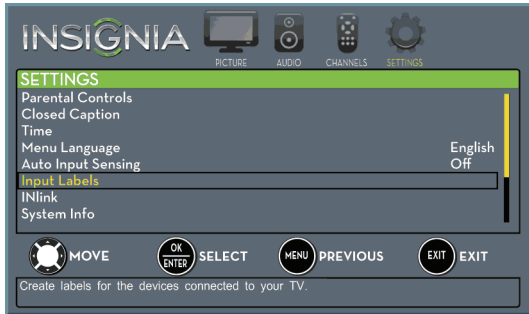 INSIGNIA
PICTURE AUDIO CHANNELS SETTINGS
SETTINGS
Parental Controls
Closed Caption
Time
Menu Language English
Auto Input Sensing Off
Input Labels
INlink
System Info
MOVE OK ENTER SELECT MENU PREVIOUS EXIT EXIT
Create labels for the devices connected to your TV.